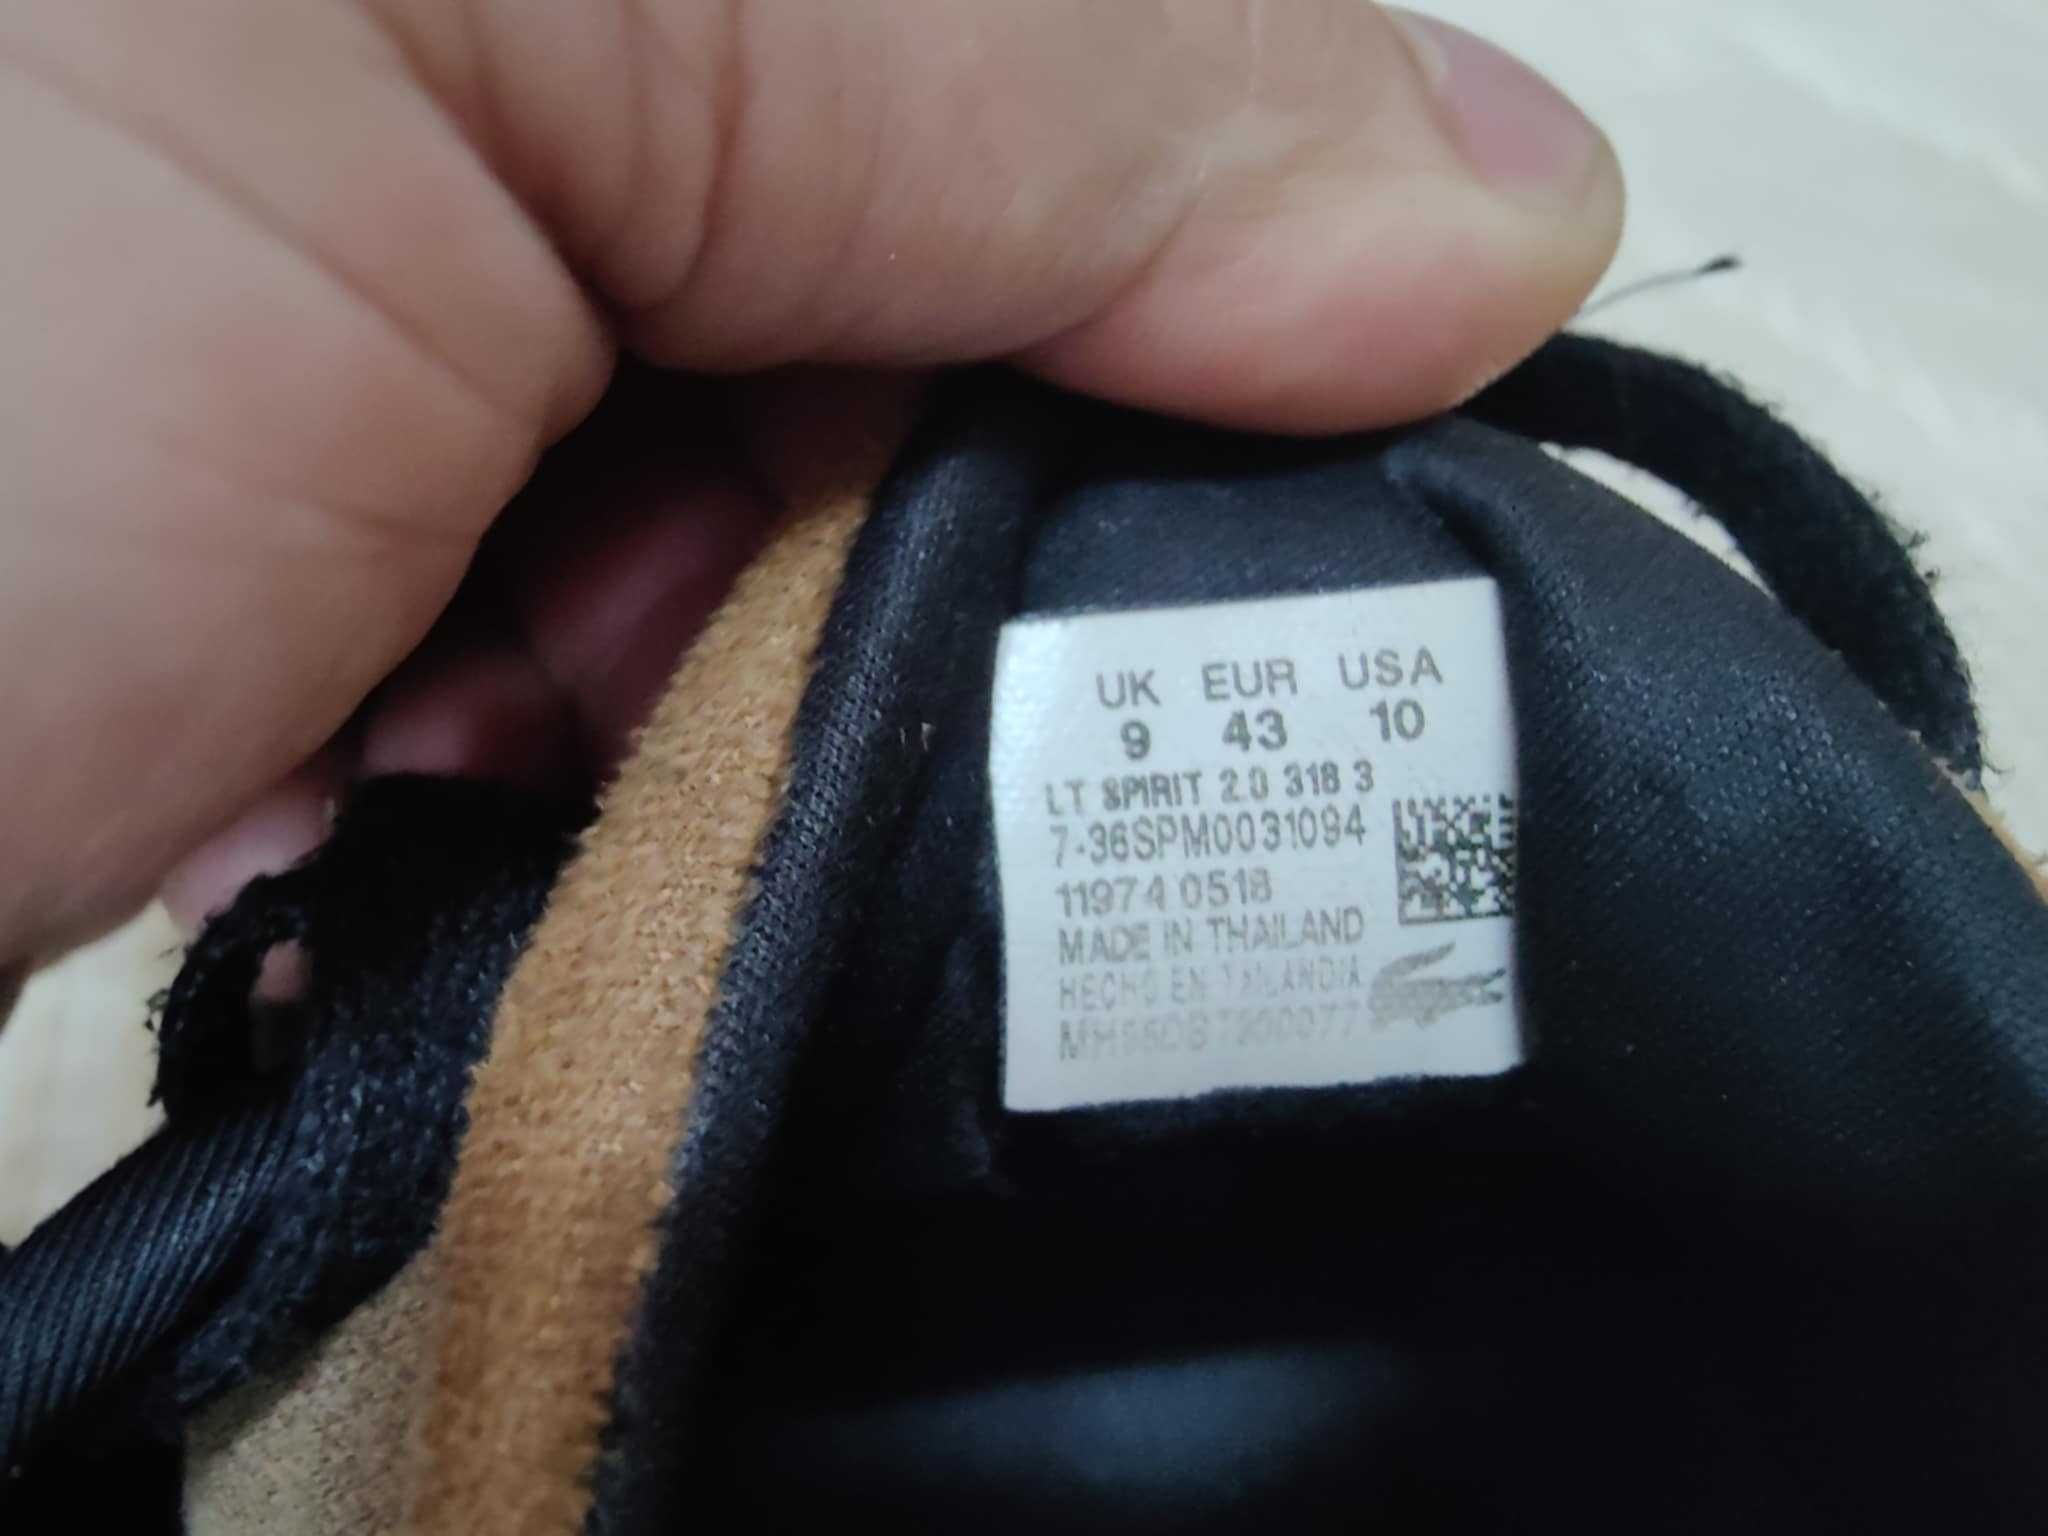 UK EUR USA
9 43 10
LT SPIRIT 2.0 318 3
7-36SPM0031094
11974 0518
MADE IN THAILAND
HECHO EN TAILANDIA